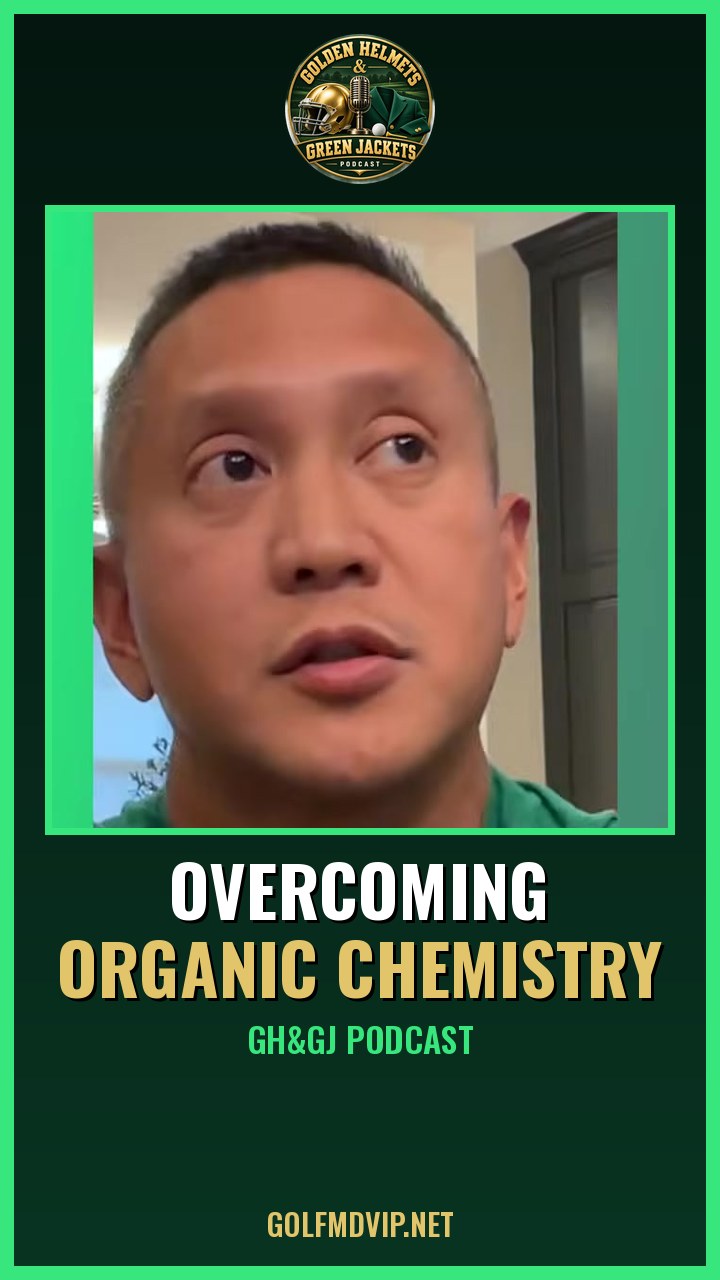 GOLDEN HELMETS
&
GREEN JACKETS
PODCAST
OVERCOMING
ORGANIC CHEMISTRY
GH&GJ PODCAST
GOLFMDVIP.NET